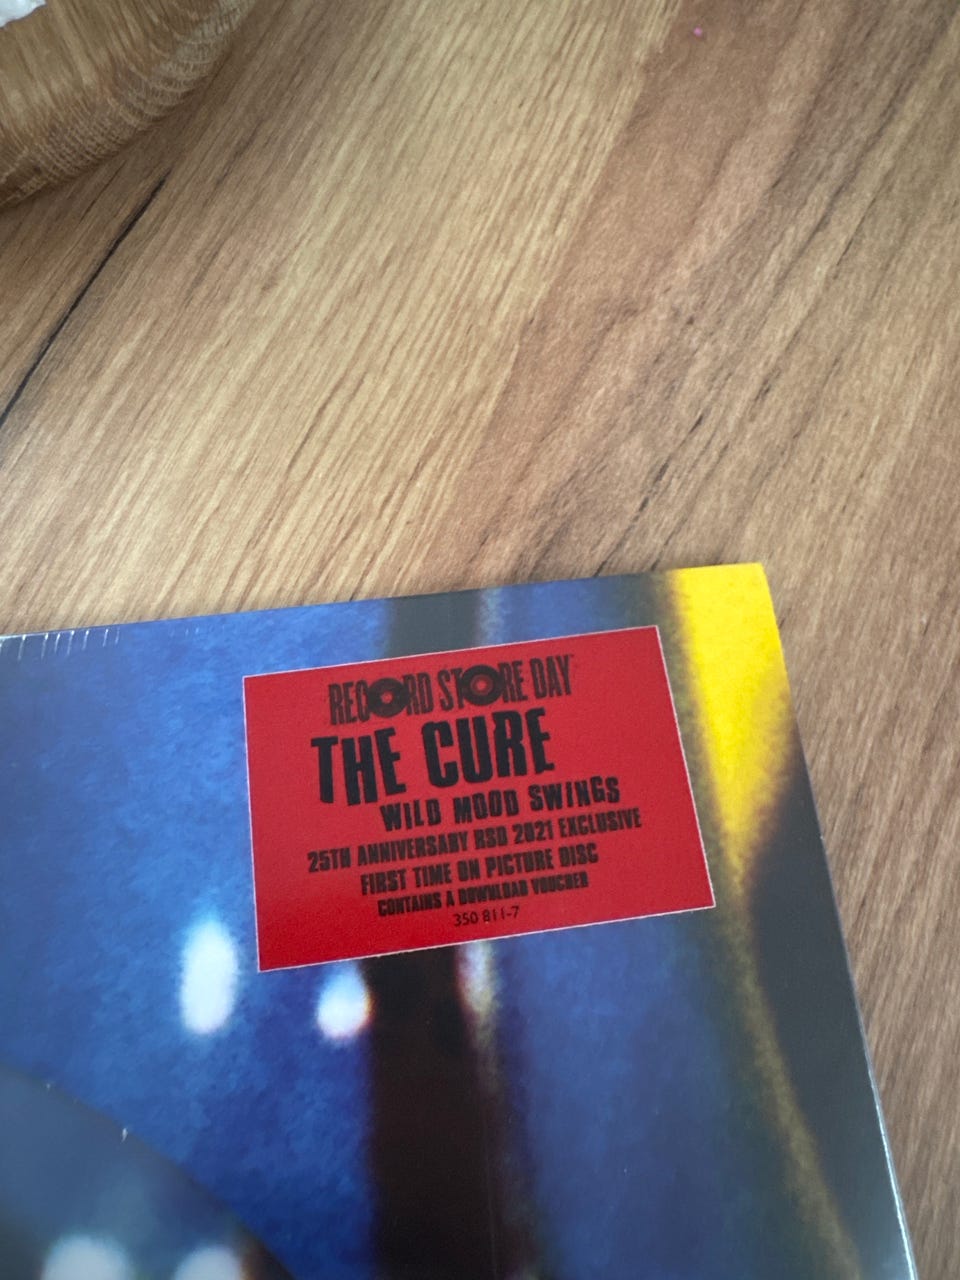 RECORD STORE DAY
THE CURE
WILD MOOD SWINGS
25TH ANNIVERSARY RSD 2021 EXCLUSIVE
FIRST TIME ON PICTURE DISC
CONTAINS A DOWNLOAD VOUCHER
350 811-7